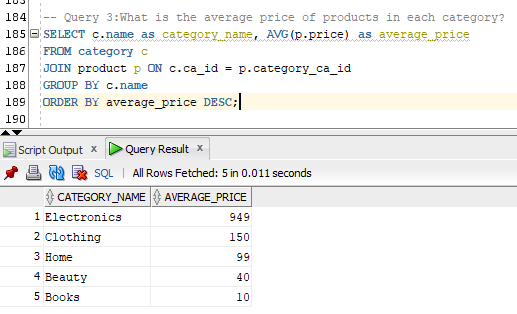 183
184 -- Query 3:What is the average price of products in each category?
185 SELECT c.name as category_name, AVG(p.price) as average_price
186 FROM category c
187 JOIN product p ON c.ca_id = p.category_ca_id
188 GROUP BY c.name
189 ORDER BY average_price DESC;
190
Script Output x Query Result x
SQL | All Rows Fetched: 5 in 0.011 seconds
CATEGORY_NAME AVERAGE_PRICE
1 Electronics 949
2 Clothing 150
3 Home 99
4 Beauty 40
5 Books 10